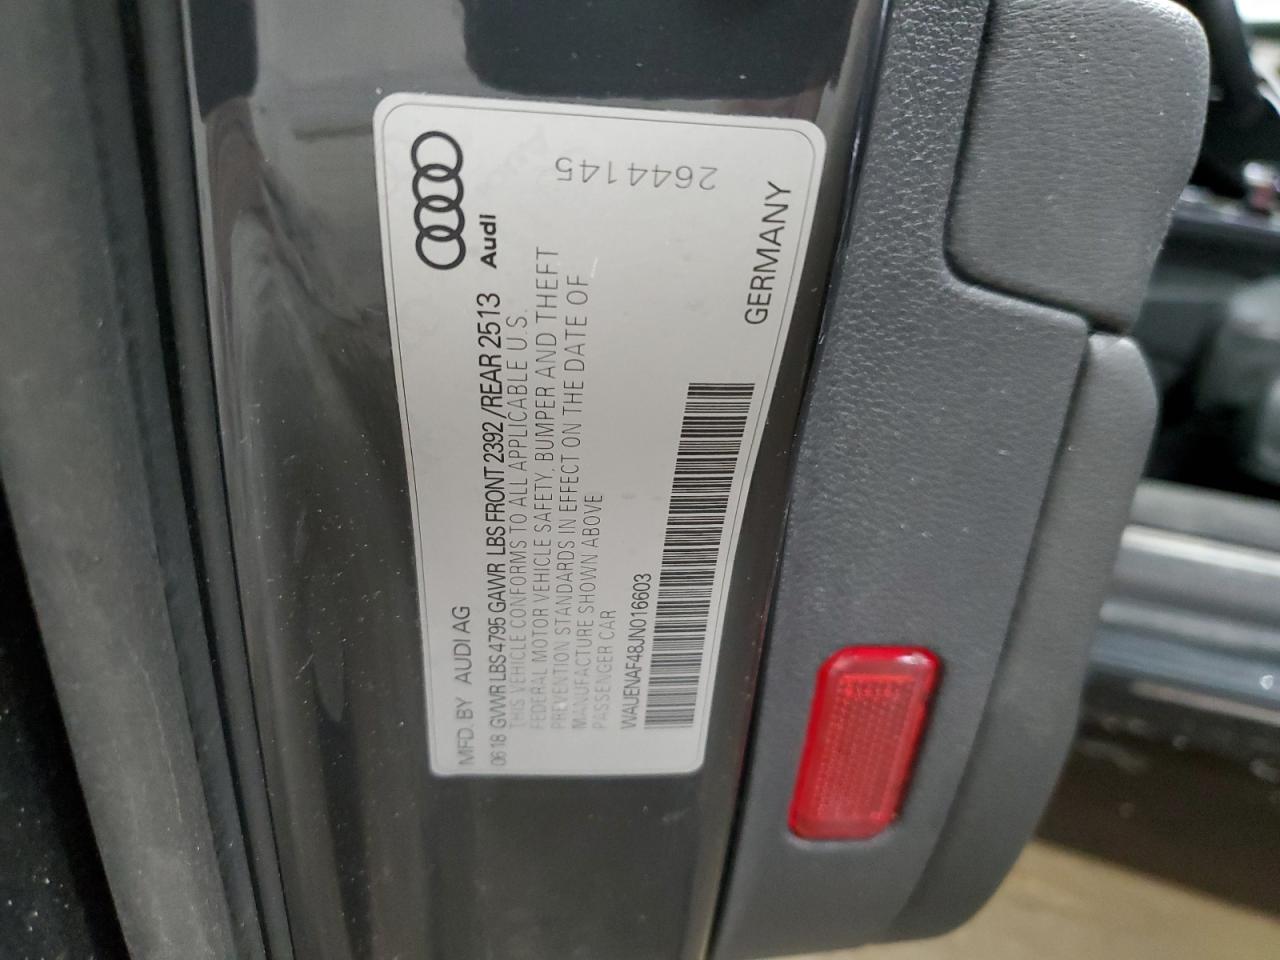 Audi
MFD. BY AUDI AG
06 18 GVWR LBS 4795 GAWR LBS FRONT 2392 /REAR 2513
THIS VEHICLE CONFORMS TO ALL APPLICABLE U.S.
FEDERAL MOTOR VEHICLE SAFETY, BUMPER AND THEFT
PREVENTION STANDARDS IN EFFECT ON THE DATE OF
MANUFACTURE SHOWN ABOVE
PASSENGER CAR
WAUENAF48JN016603
GERMANY
2644145